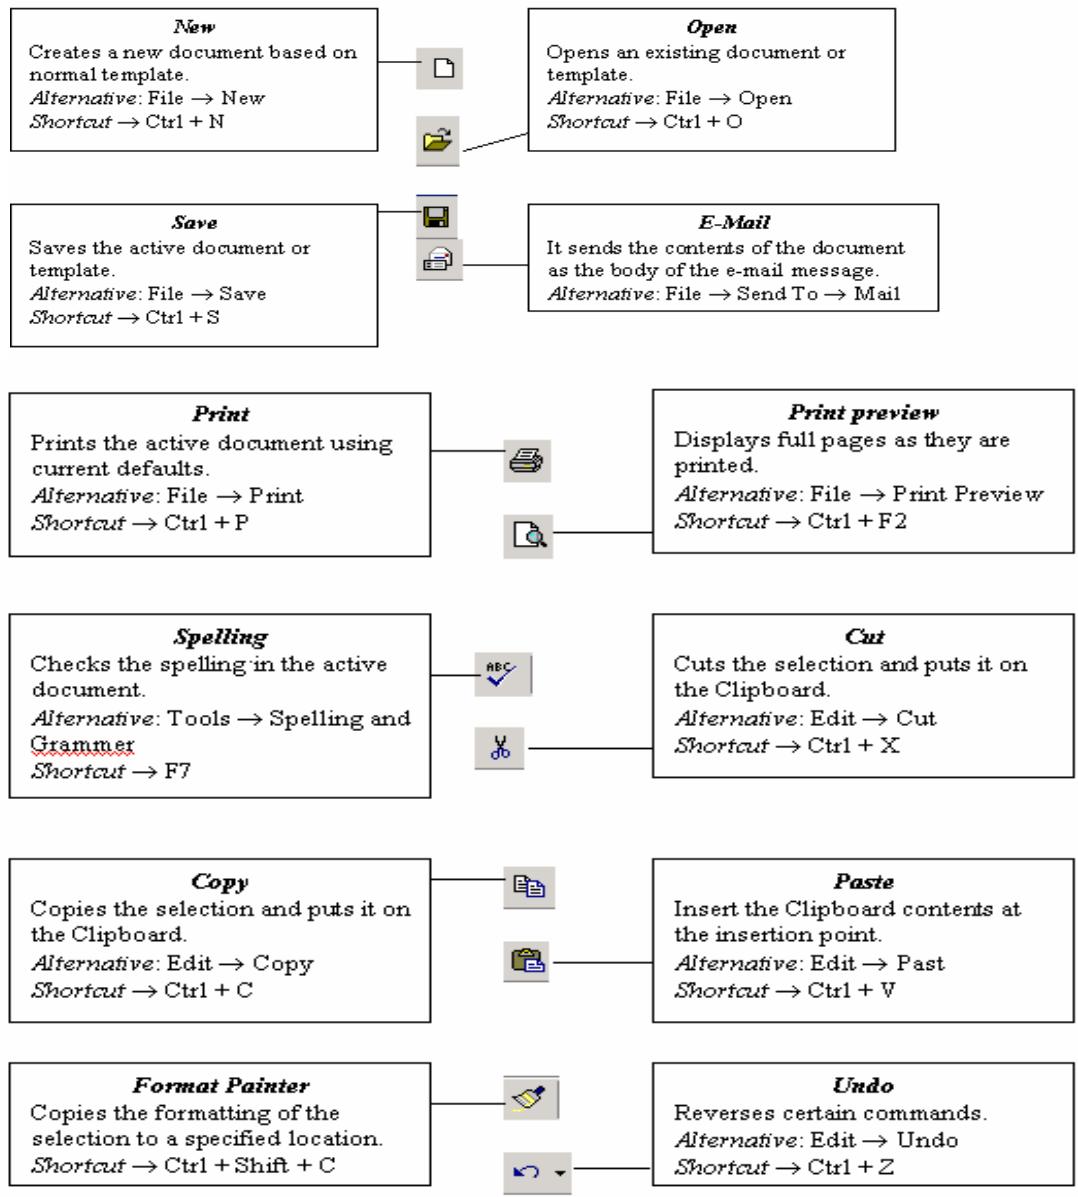 New
Creates a new document based on
normal template.
Alternative: File → New
Shortcut → Ctrl + N
Open
Opens an existing document or
template.
Alternative: File → Open
Shortcut → Ctrl + O
Save
Saves the active document or
template.
Alternative: File → Save
Shortcut → Ctrl + S
E-Mail
It sends the contents of the document
as the body of the e-mail message.
Alternative: File → Send To → Mail
Print
Prints the active document using
current defaults.
Alternative: File → Print
Shortcut → Ctrl + P
Print preview
Displays full pages as they are
printed.
Alternative: File → Print Preview
Shortcut → Ctrl + F2
Spelling
Checks the spelling in the active
document.
Alternative: Tools → Spelling and
Grammer
Shortcut → F7
ABC
Cut
Cuts the selection and puts it on
the Clipboard.
Alternative: Edit → Cut
Shortcut → Ctrl + X
Copy
Copies the selection and puts it on
the Clipboard.
Alternative: Edit → Copy
Shortcut → Ctrl + C
Paste
Insert the Clipboard contents at
the insertion point.
Alternative: Edit → Past
Shortcut → Ctrl + V
Format Painter
Copies the formatting of the
selection to a specified location.
Shortcut → Ctrl + Shift + C
Undo
Reverses certain commands.
Alternative: Edit → Undo
Shortcut → Ctrl + Z